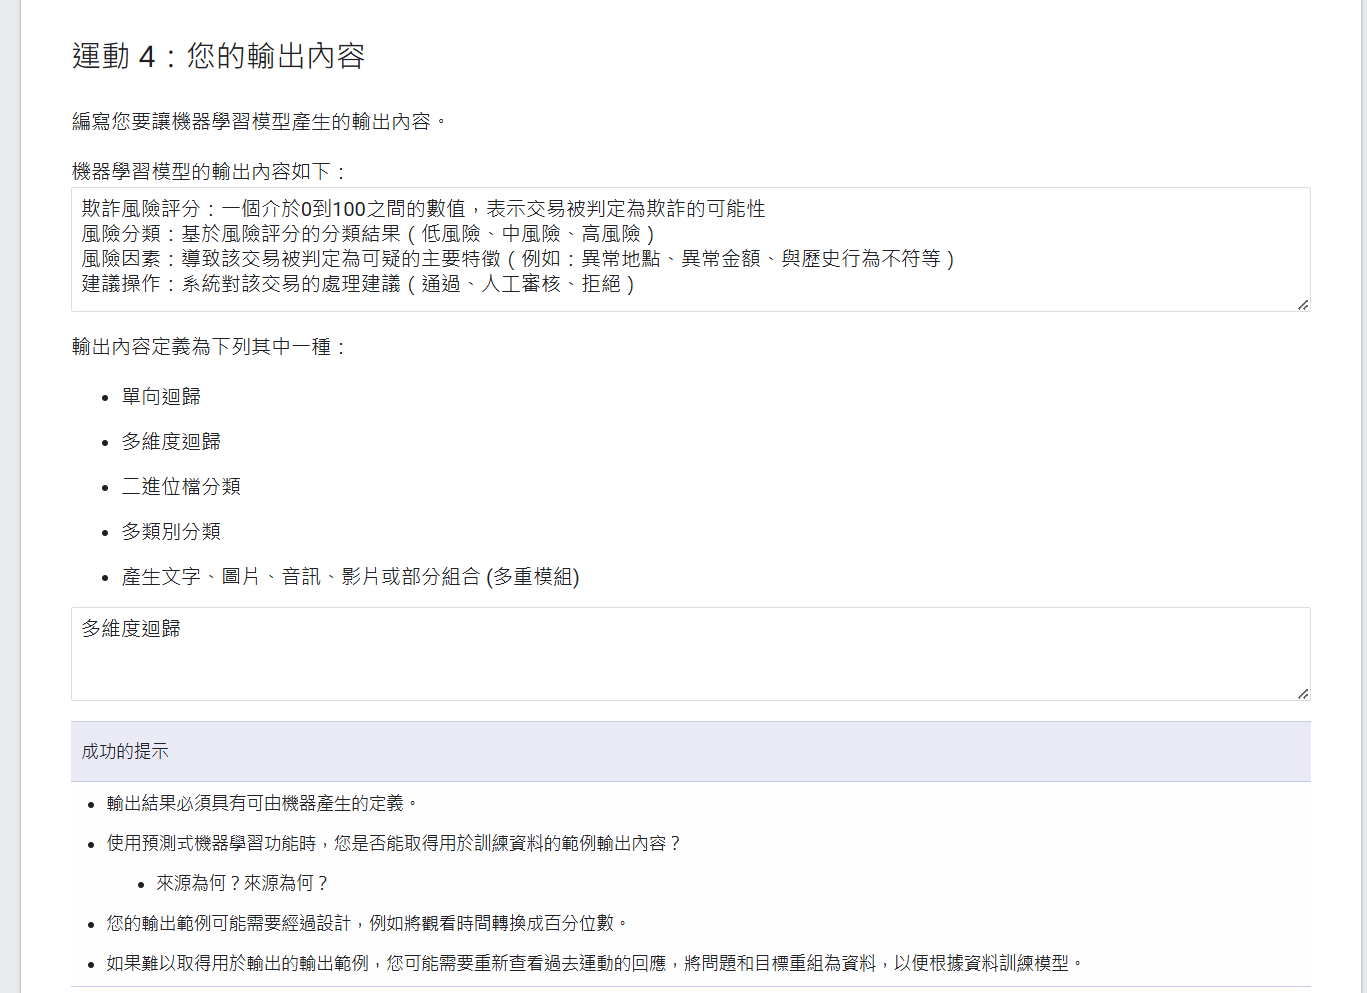 運動 4：您的輸出內容
編寫您要讓機器學習模型產生的輸出內容。
機器學習模型的輸出內容如下：
欺詐風險評分：一個介於0到100之間的數值，表示交易被判定為欺詐的可能性
風險分類：基於風險評分的分類結果（低風險、中風險、高風險）
風險因素：導致該交易被判定為可疑的主要特徵（例如：異常地點、異常金額、與歷史行為不符等）
建議操作：系統對該交易的處理建議（通過、人工審核、拒絕）
輸出內容定義為下列其中一種：
單向迴歸
多維度迴歸
二進位檔分類
多類別分類
產生文字、圖片、音訊、影片或部分組合 (多重模組)
多維度迴歸
成功的提示
輸出結果必須具有可由機器產生的定義。
使用預測式機器學習功能時，您是否能取得用於訓練資料的範例輸出內容？
來源為何？來源為何？
您的輸出範例可能需要經過設計，例如將觀看時間轉換成百分位數。
如果難以取得用於輸出的輸出範例，您可能需要重新查看過去運動的回應，將問題和目標重組為資料，以便根據資料訓練模型。